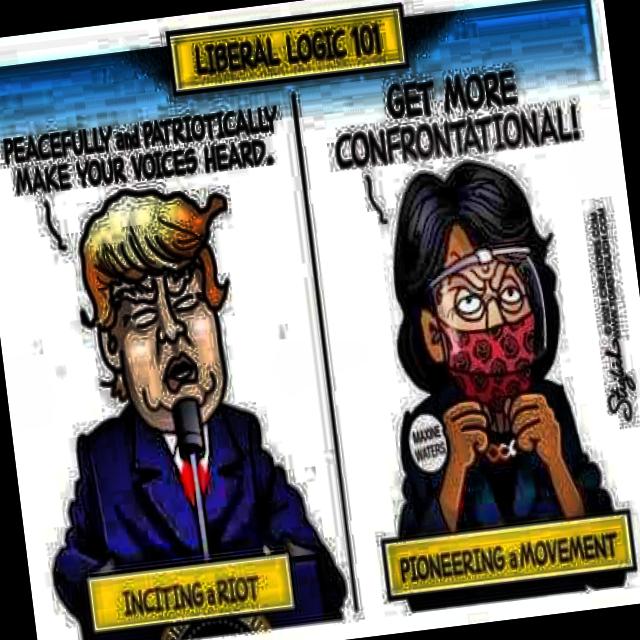 LIBERAL LOGIC 101
PEACEFULLY and PATRIOTICALLY
MAKE YOUR VOICES HEARD.
GET MORE
CONFRONTATIONAL!
MAXINE
WATERS
INCITING a RIOT
PIONEERING a MOVEMENT